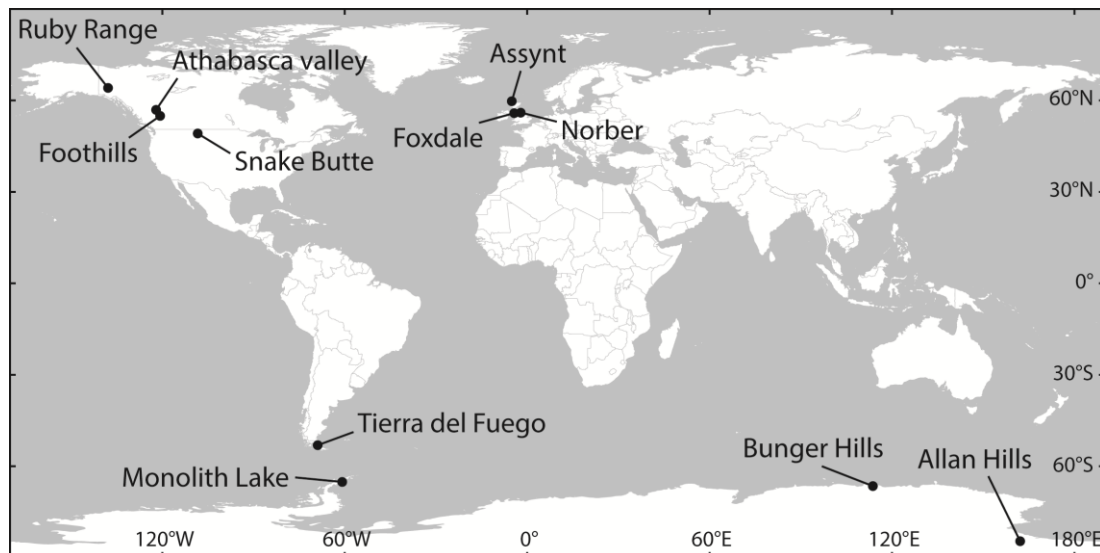 Ruby Range
Athabasca valley
Assynt
60°N
Foothills
Snake Butte
Foxdale
Norber
30°N
0°
30°S
Tierra del Fuego
Bunger Hills
Allan Hills
60°S
Monolith Lake
120°W
60°W
0°
60°E
120°E
180°E